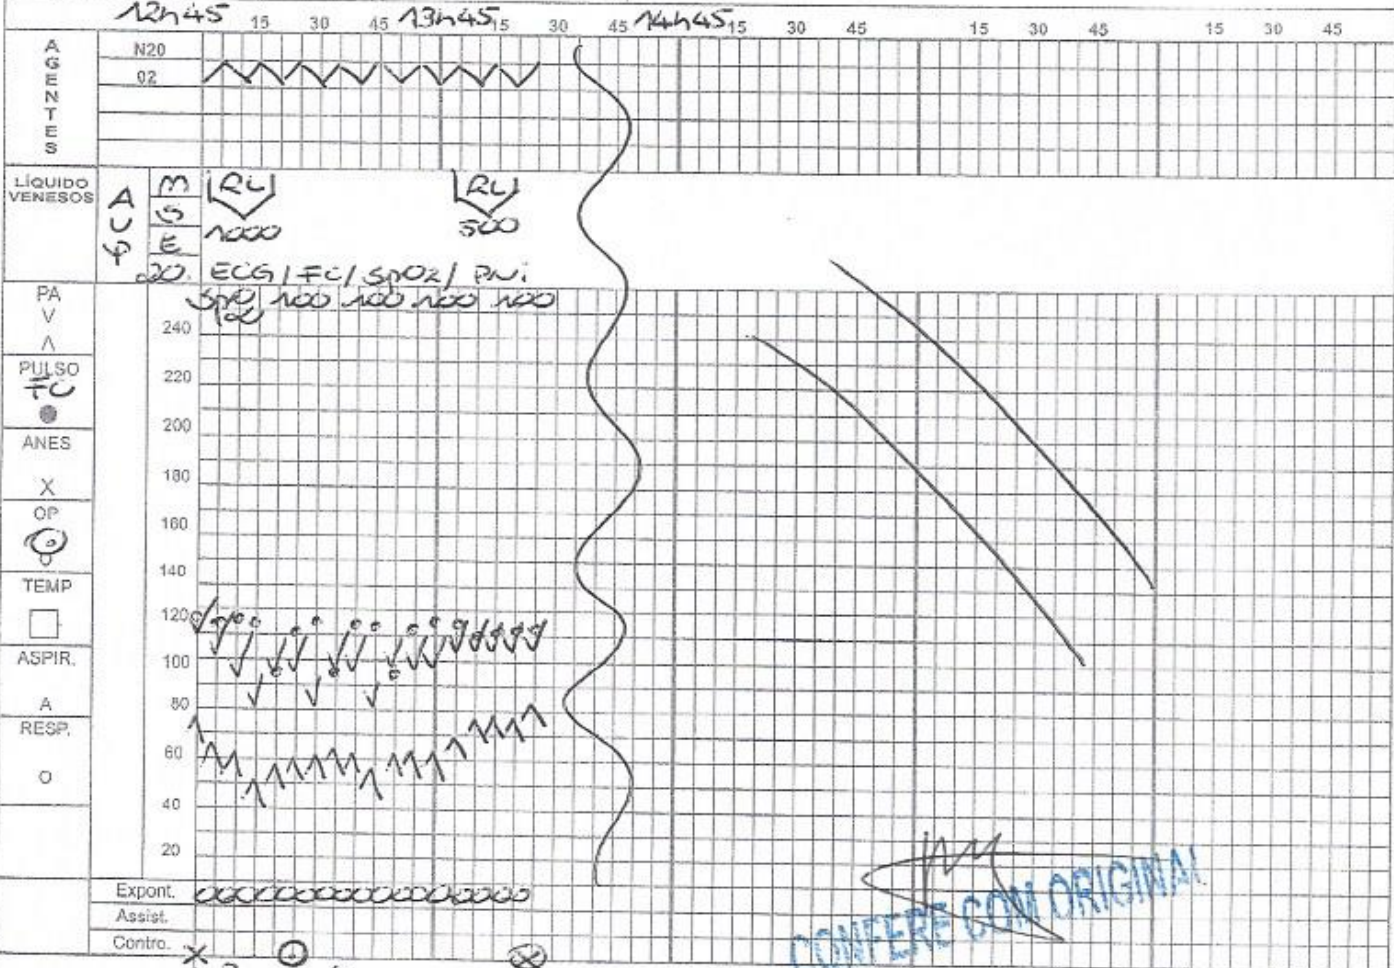 12h45 15 30 45 13h45 15 30 45 14h45 15 30 45 15 30 45 15 30 45
AGENTES
N20
02
LÍQUIDO
VENESOS
MSE
20.
RL RL
1000 500
ECG/FC/SpO2/PNi
SpO2 100 100 100 100
PA
V
Λ
PULSO
FC
ANES
X
OP
TEMP
ASPIR.
A
RESP.
O
240
220
200
180
160
140
120
100
80
60
40
20
Expont.
Assist.
Contro.
CONFERE COM ORIGINAL